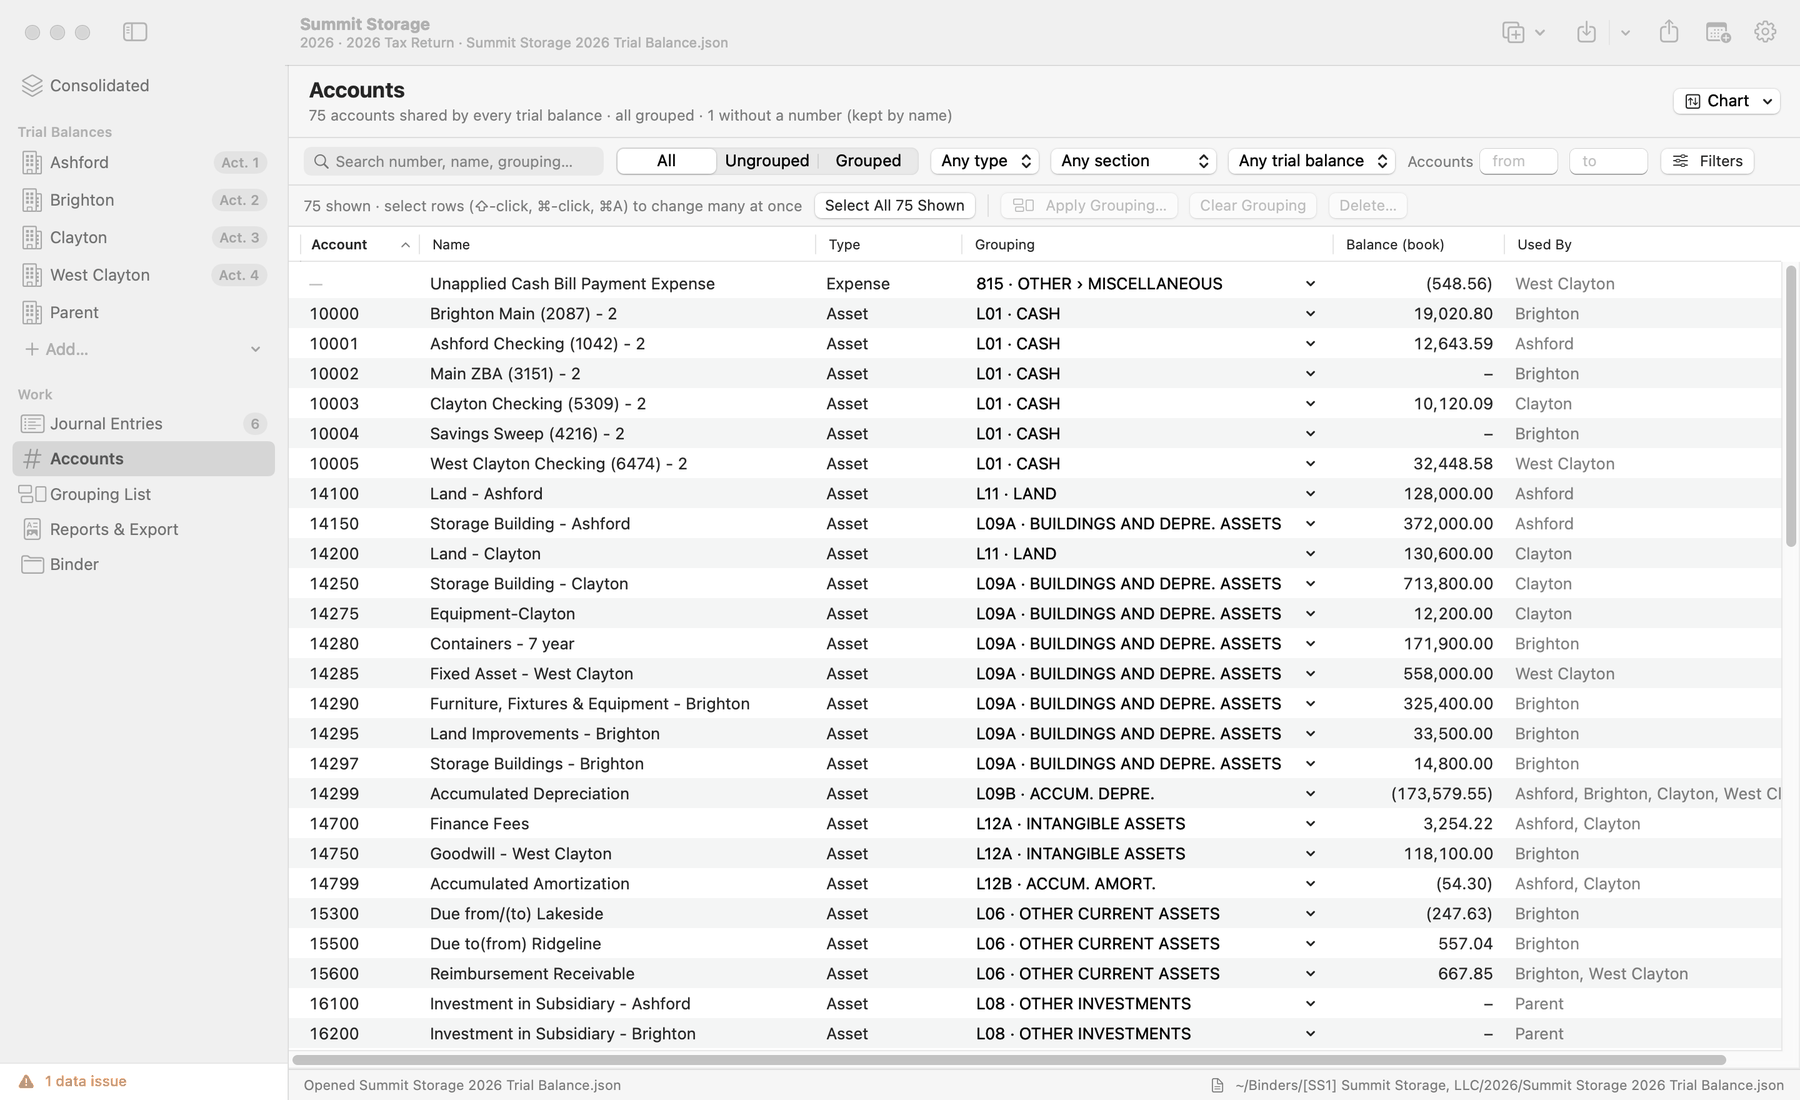 Summit Storage
2026 · 2026 Tax Return · Summit Storage 2026 Trial Balance.json
Consolidated
Trial Balances
Ashford Act. 1
Brighton Act. 2
Clayton Act. 3
West Clayton Act. 4
Parent
Add...
Work
Journal Entries 6
Accounts
Grouping List
Reports & Export
Binder
1 data issue
Accounts
75 accounts shared by every trial balance · all grouped · 1 without a number (kept by name)
Chart
Search number, name, grouping... All Ungrouped Grouped Any type Any section Any trial balance Accounts from to Filters
75 shown · select rows (⇧-click, ⌘-click, ⌘A) to change many at once Select All 75 Shown Apply Grouping... Clear Grouping Delete...
Account Name Type Grouping Balance (book) Used By
— Unapplied Cash Bill Payment Expense Expense 815 · OTHER › MISCELLANEOUS (548.56) West Clayton
10000 Brighton Main (2087) - 2 Asset L01 · CASH 19,020.80 Brighton
10001 Ashford Checking (1042) - 2 Asset L01 · CASH 12,643.59 Ashford
10002 Main ZBA (3151) - 2 Asset L01 · CASH – Brighton
10003 Clayton Checking (5309) - 2 Asset L01 · CASH 10,120.09 Clayton
10004 Savings Sweep (4216) - 2 Asset L01 · CASH – Brighton
10005 West Clayton Checking (6474) - 2 Asset L01 · CASH 32,448.58 West Clayton
14100 Land - Ashford Asset L11 · LAND 128,000.00 Ashford
14150 Storage Building - Ashford Asset L09A · BUILDINGS AND DEPRE. ASSETS 372,000.00 Ashford
14200 Land - Clayton Asset L11 · LAND 130,600.00 Clayton
14250 Storage Building - Clayton Asset L09A · BUILDINGS AND DEPRE. ASSETS 713,800.00 Clayton
14275 Equipment-Clayton Asset L09A · BUILDINGS AND DEPRE. ASSETS 12,200.00 Clayton
14280 Containers - 7 year Asset L09A · BUILDINGS AND DEPRE. ASSETS 171,900.00 Brighton
14285 Fixed Asset - West Clayton Asset L09A · BUILDINGS AND DEPRE. ASSETS 558,000.00 West Clayton
14290 Furniture, Fixtures & Equipment - Brighton Asset L09A · BUILDINGS AND DEPRE. ASSETS 325,400.00 Brighton
14295 Land Improvements - Brighton Asset L09A · BUILDINGS AND DEPRE. ASSETS 33,500.00 Brighton
14297 Storage Buildings - Brighton Asset L09A · BUILDINGS AND DEPRE. ASSETS 14,800.00 Brighton
14299 Accumulated Depreciation Asset L09B · ACCUM. DEPRE. (173,579.55) Ashford, Brighton, Clayton, West Cl
14700 Finance Fees Asset L12A · INTANGIBLE ASSETS 3,254.22 Ashford, Clayton
14750 Goodwill - West Clayton Asset L12A · INTANGIBLE ASSETS 118,100.00 Brighton
14799 Accumulated Amortization Asset L12B · ACCUM. AMORT. (54.30) Ashford, Clayton
15300 Due from/(to) Lakeside Asset L06 · OTHER CURRENT ASSETS (247.63) Brighton
15500 Due to(from) Ridgeline Asset L06 · OTHER CURRENT ASSETS 557.04 Brighton
15600 Reimbursement Receivable Asset L06 · OTHER CURRENT ASSETS 667.85 Brighton, West Clayton
16100 Investment in Subsidiary - Ashford Asset L08 · OTHER INVESTMENTS – Parent
16200 Investment in Subsidiary - Brighton Asset L08 · OTHER INVESTMENTS – Parent
Opened Summit Storage 2026 Trial Balance.json
~/Binders/[SS1] Summit Storage, LLC/2026/Summit Storage 2026 Trial Balance.json